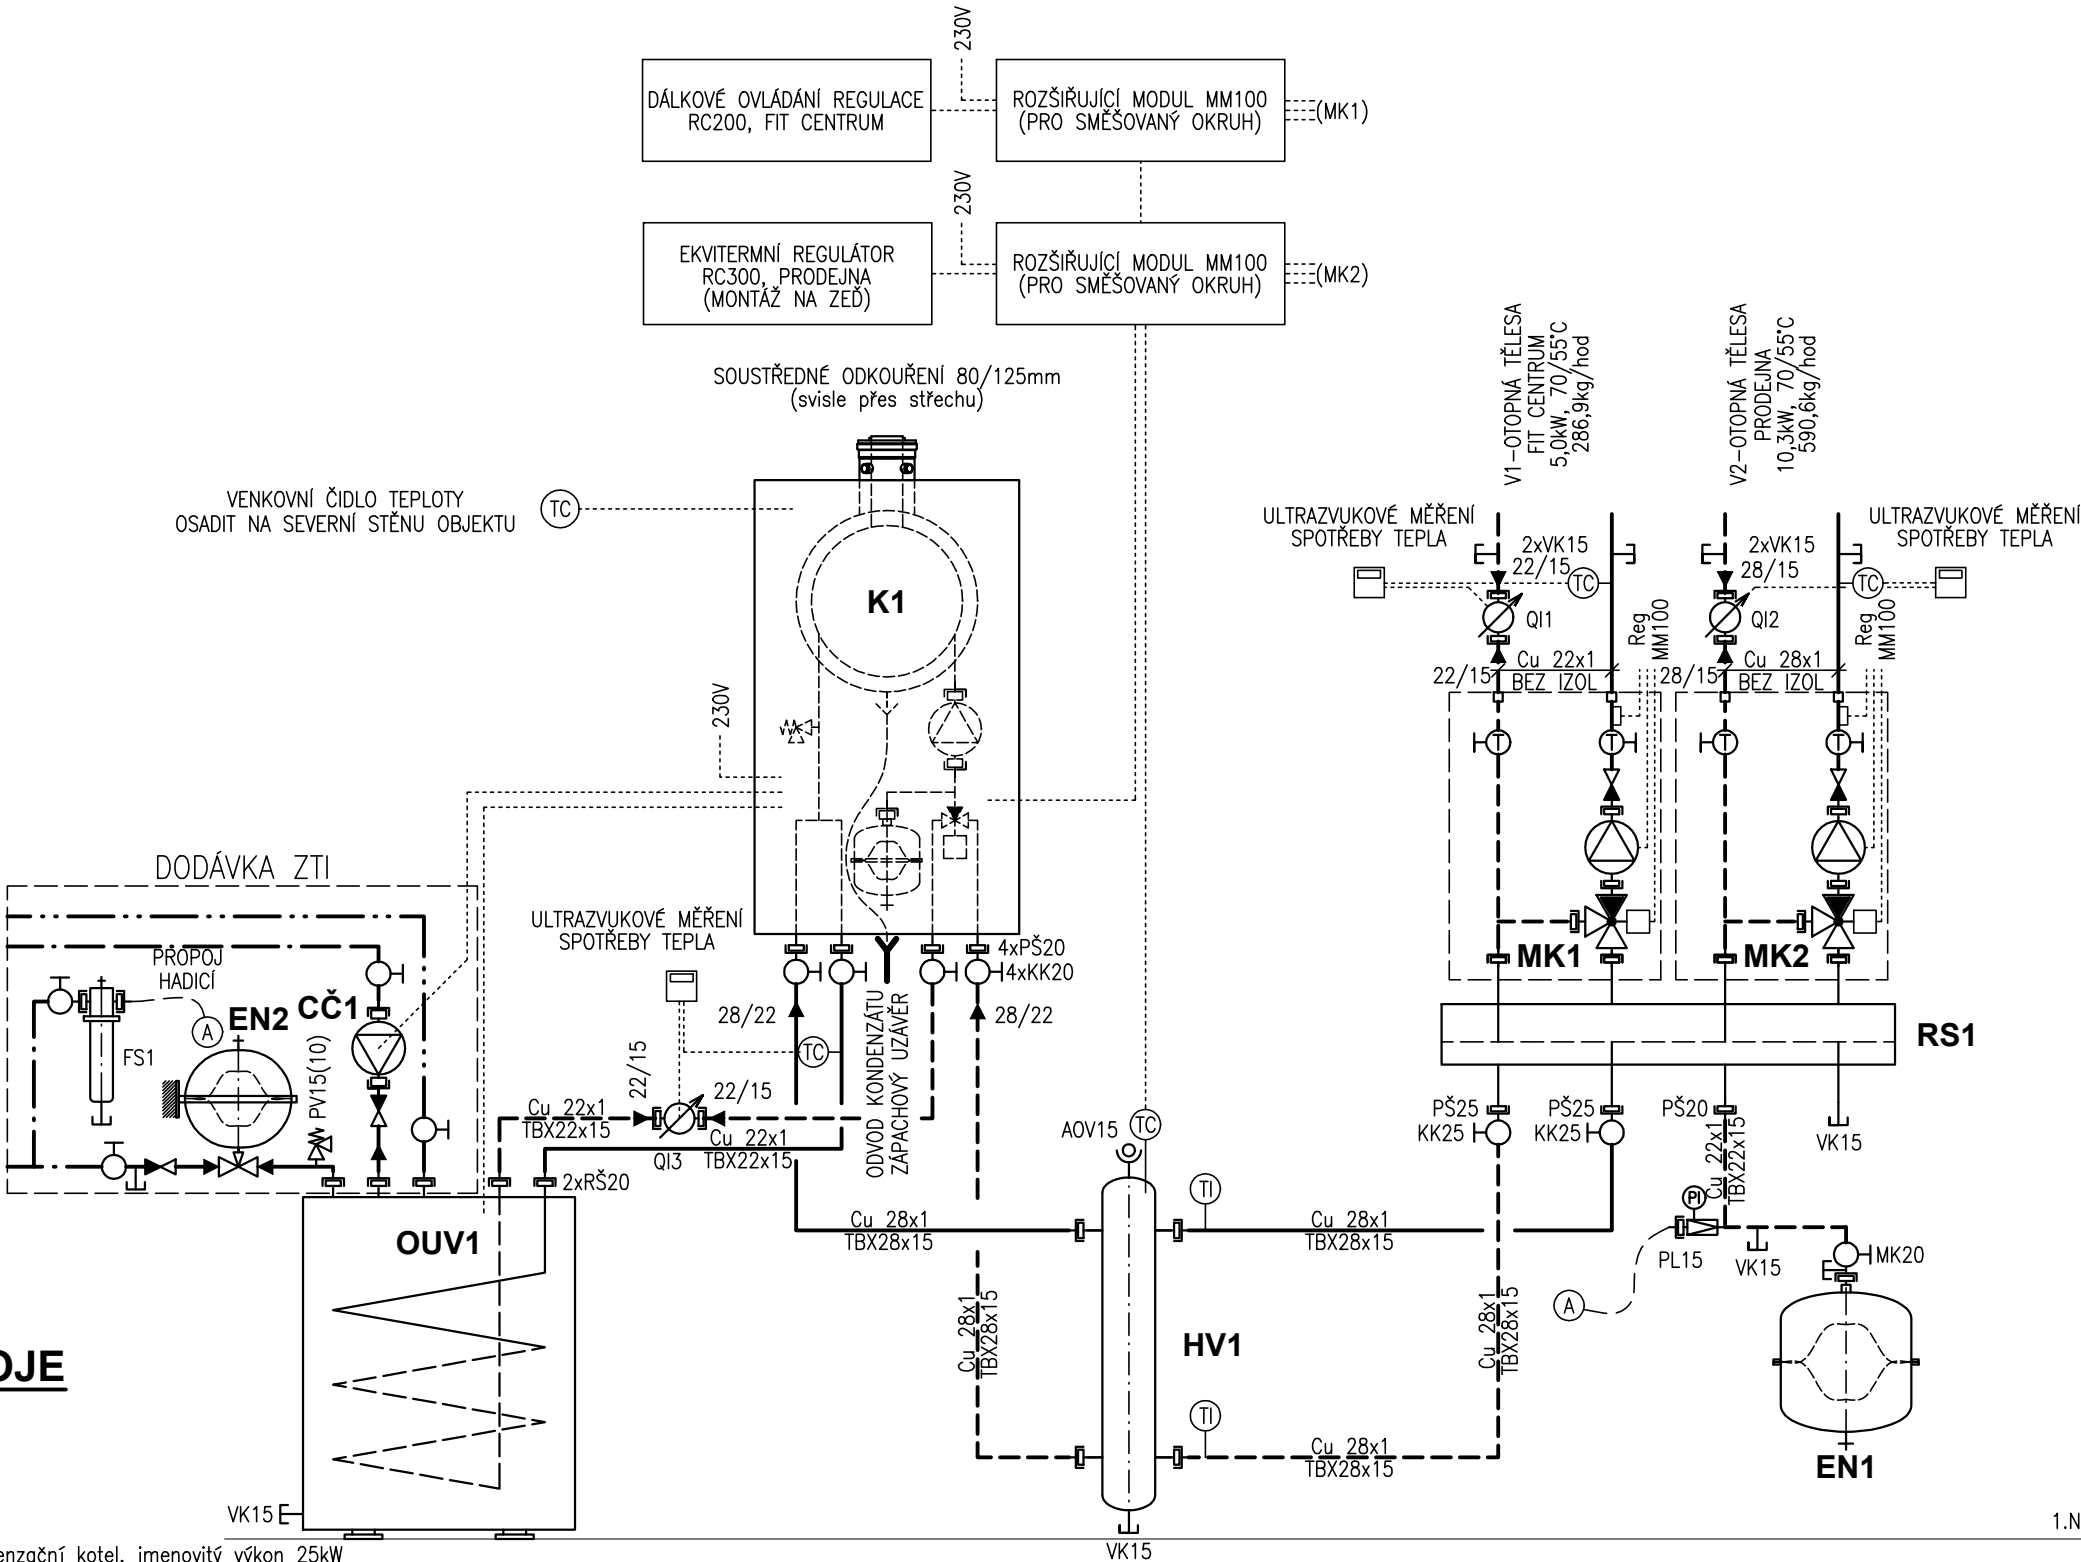 230V
DÁLKOVÉ OVLÁDÁNÍ REGULACE
RC200, FIT CENTRUM
ROZŠIŘUJÍCÍ MODUL MM100
(PRO SMĚŠOVANÝ OKRUH)
(MK1)
230V
EKVITERMNÍ REGULÁTOR
RC300, PRODEJNA
(MONTÁŽ NA ZEĎ)
ROZŠIŘUJÍCÍ MODUL MM100
(PRO SMĚŠOVANÝ OKRUH)
(MK2)
SOUSTŘEDNÉ ODKOUŘENÍ 80/125mm
(svisle přes střechu)
V1-OTOPNÁ TĚLESA
FIT CENTRUM
5,0kW, 70/55°C
286,9kg/hod
V2-OTOPNÁ TĚLESA
PRODEJNA
10,3kW, 70/55°C
590,6kg/hod
VENKOVNÍ ČIDLO TEPLOTY
OSADIT NA SEVERNÍ STĚNU OBJEKTU
TC
ULTRAZVUKOVÉ MĚŘENÍ
SPOTŘEBY TEPLA
2xVK15
22/15
TC
2xVK15
28/15
TC
ULTRAZVUKOVÉ MĚŘENÍ
SPOTŘEBY TEPLA
K1
QI1
Reg
MM100
QI2
Reg
MM100
22/15
Cu 22x1
BEZ IZOL
28/15
Cu 28x1
BEZ IZOL
230V
T
T
T
T
DODÁVKA ZTI
ULTRAZVUKOVÉ MĚŘENÍ
SPOTŘEBY TEPLA
4xPŠ20
4xKK20
MK1
MK2
PROPOJ
HADICÍ
FS1
A
EN2
CČ1
PV15(10)
28/22
TC
ODVOD KONDENZÁTU
ZÁPACHOVÝ UZÁVĚR
28/22
RS1
22/15
22/15
Cu 22x1
TBX22x15
QI3
Cu 22x1
TBX22x15
2xRŠ20
AOV15
TC
PŠ25
KK25
PŠ25
KK25
PŠ20
Cu 22x1
TBX22x15
VK15
TI
PI
OUV1
Cu 28x1
TBX28x15
Cu 28x1
TBX28x15
PL15
VK15
MK20
A
Cu 28x1
TBX28x15
HV1
Cu 28x1
TBX28x15
OJE
TI
Cu 28x1
TBX28x15
EN1
VK15
VK15
1.N
enzační kotel, jmenovitý výkon 25kW